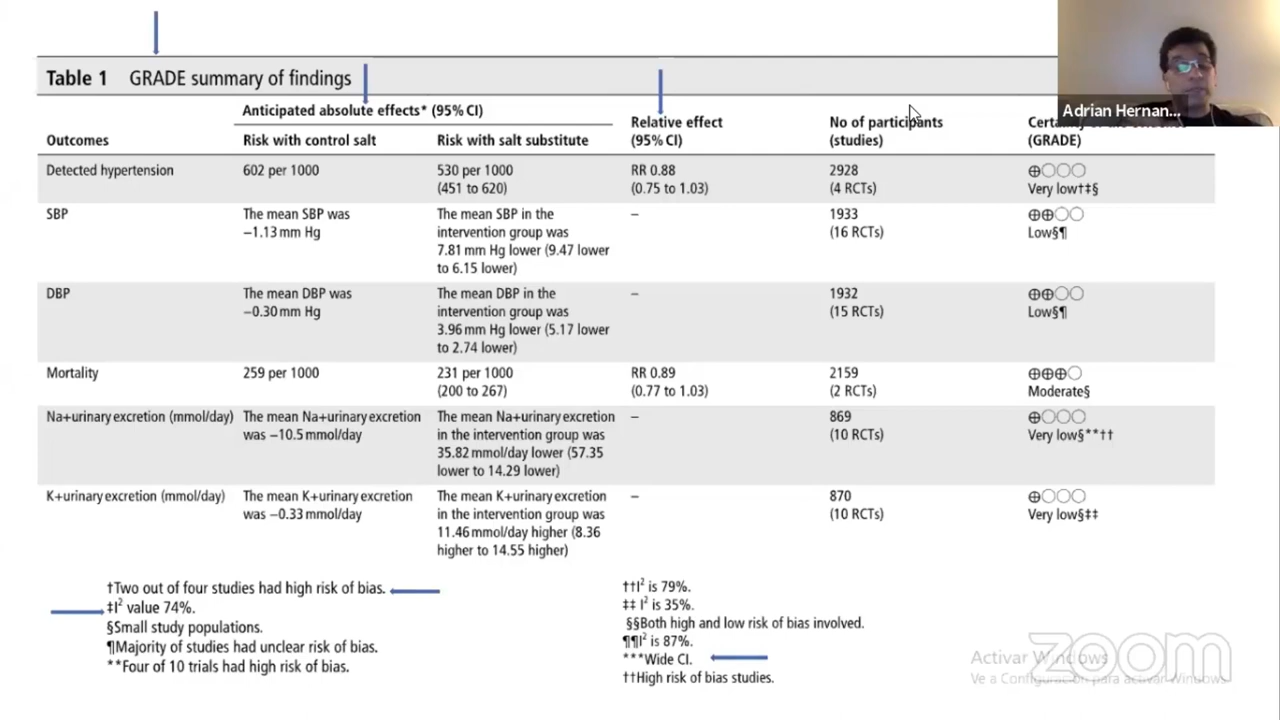 Table 1 GRADE summary of findings
Adrian Hernan...
Anticipated absolute effects* (95% CI)
Outcomes
Risk with control salt
Risk with salt substitute
Relative effect
(95% CI)
No of participants
(studies)
(GRADE)
Detected hypertension
602 per 1000
530 per 1000
(451 to 620)
RR 0.88
(0.75 to 1.03)
2928
(4 RCTs)
⊕○○○
Very low†‡§
SBP
The mean SBP was
−1.13 mm Hg
The mean SBP in the
intervention group was
7.81 mm Hg lower (9.47 lower
to 6.15 lower)
–
1933
(16 RCTs)
⊕⊕○○
Low§¶
DBP
The mean DBP was
−0.30 mm Hg
The mean DBP in the
intervention group was
3.96 mm Hg lower (5.17 lower
to 2.74 lower)
–
1932
(15 RCTs)
⊕⊕○○
Low§¶
Mortality
259 per 1000
231 per 1000
(200 to 267)
RR 0.89
(0.77 to 1.03)
2159
(2 RCTs)
⊕⊕⊕○
Moderate§
Na+urinary excretion (mmol/day)
The mean Na+urinary excretion
was −10.5 mmol/day
The mean Na+urinary excretion
in the intervention group was
35.82 mmol/day lower (57.35
lower to 14.29 lower)
–
869
(10 RCTs)
⊕○○○
Very low§**††
K+urinary excretion (mmol/day)
The mean K+urinary excretion
was −0.33 mmol/day
The mean K+urinary excretion
in the intervention group was
11.46 mmol/day higher (8.36
higher to 14.55 higher)
–
870
(10 RCTs)
⊕○○○
Very low§‡‡
†Two out of four studies had high risk of bias.
‡I² value 74%.
§Small study populations.
¶Majority of studies had unclear risk of bias.
**Four of 10 trials had high risk of bias.
††I² is 79%.
‡‡ I² is 35%.
§§Both high and low risk of bias involved.
¶¶I² is 87%.
***Wide CI.
††High risk of bias studies.
zoom
Activar Windows
Ve a Configuración para activar Windows.